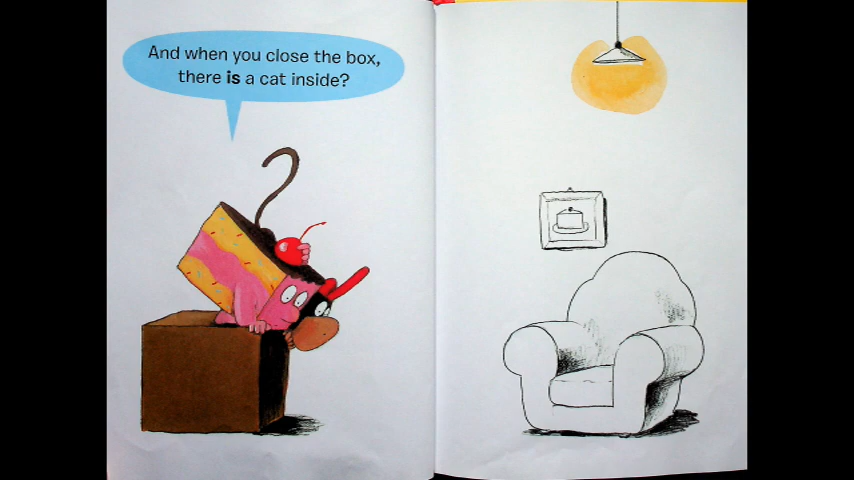 And when you close the box,
there is a cat inside?